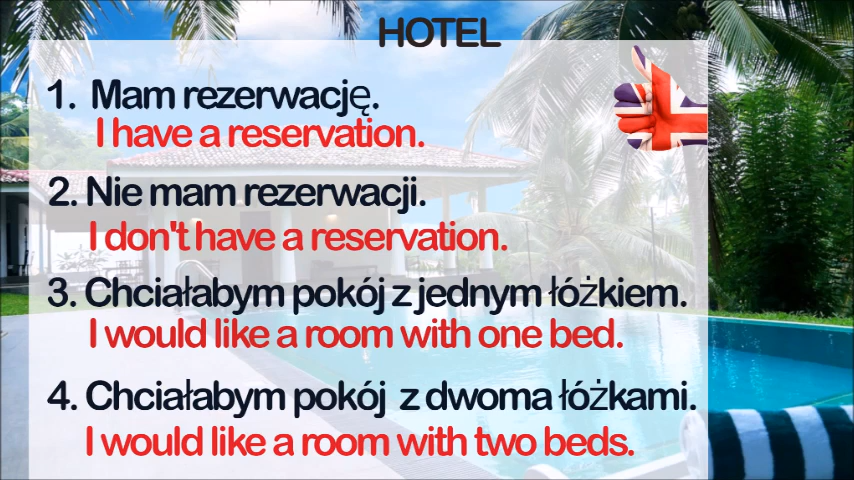 HOTEL
1. Mam rezerwację.
I have a reservation.
2. Nie mam rezerwacji.
I don't have a reservation.
3. Chciałabym pokój z jednym łóżkiem.
I would like a room with one bed.
4. Chciałabym pokój z dwoma łóżkami.
I would like a room with two beds.